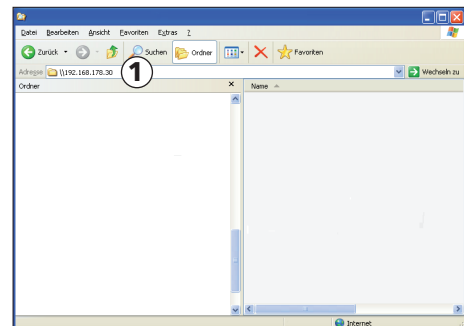 Datei Bearbeiten Ansicht Favoriten Extras ?
Zurück Suchen Ordner Favoriten
Adresse \\192.168.178.30 1 Wechseln zu
Ordner x Name
Internet